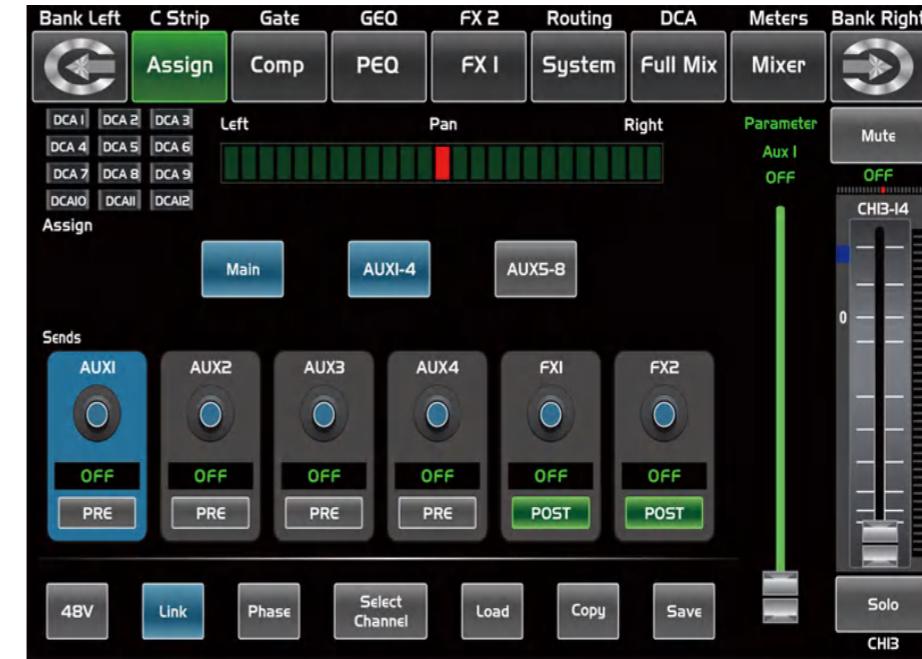 Bank Left C Strip Gate GEQ FX 2 Routing DCA Meters Bank Right
Assign Comp PEQ FX 1 System Full Mix Mixer
DCA 1 DCA 2 DCA 3 Left Pan Right Parameter Mute
DCA 4 DCA 5 DCA 6 Aux 1
DCA 7 DCA 8 DCA 9 OFF OFF
DCA10 DCA11 DCA12 CH13-14
Assign
Main AUX1-4 AUX5-8
0
Sends
AUX1 AUX2 AUX3 AUX4 FX1 FX2
OFF OFF OFF OFF OFF OFF
PRE PRE PRE PRE POST POST
48V Link Phase Select Channel Load Copy Save Solo
CH13